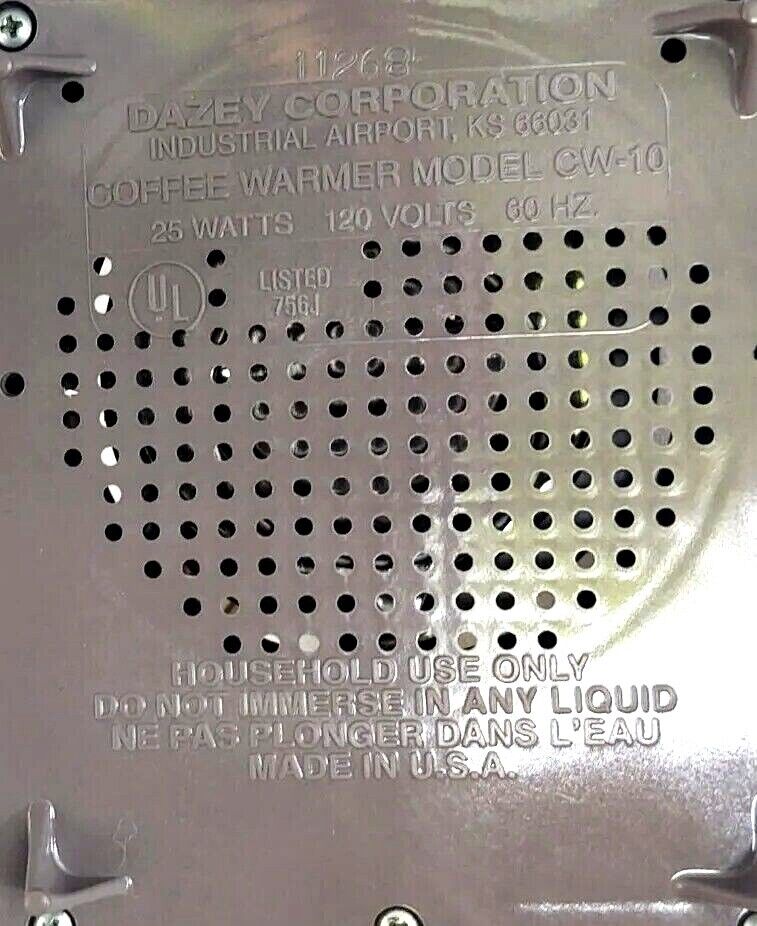 11268
DAZEY CORPORATION
INDUSTRIAL AIRPORT, KS 66031
COFFEE WARMER MODEL CW-10
25 WATTS 120 VOLTS 60 HZ.
UL
LISTED
756J
HOUSEHOLD USE ONLY
DO NOT IMMERSE IN ANY LIQUID
NE PAS PLONGER DANS L'EAU
MADE IN U.S.A.